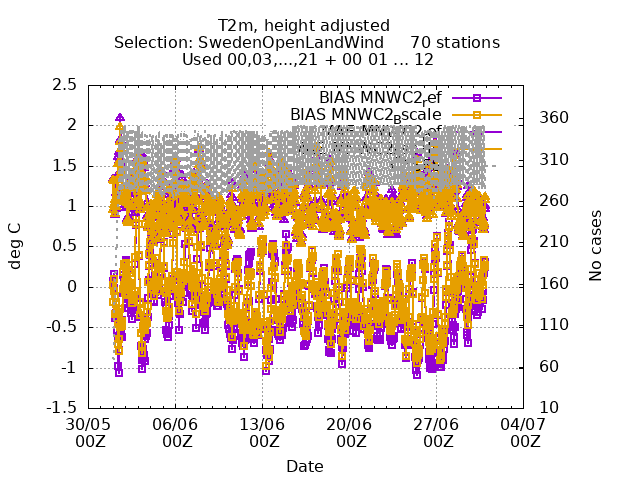 T2m, height adjusted
Selection: SwedenOpenLandWind 70 stations
Used 00,03,...,21 + 00 01 ... 12
BIAS MNWC2_ref
BIAS MNWC2_Bscale
2.5
2
1.5
1
0.5
0
-0.5
-1
-1.5
deg C
360
310
260
210
160
110
60
10
No cases
30/05 06/06 13/06 20/06 27/06 04/07
00Z 00Z 00Z 00Z 00Z 00Z
Date